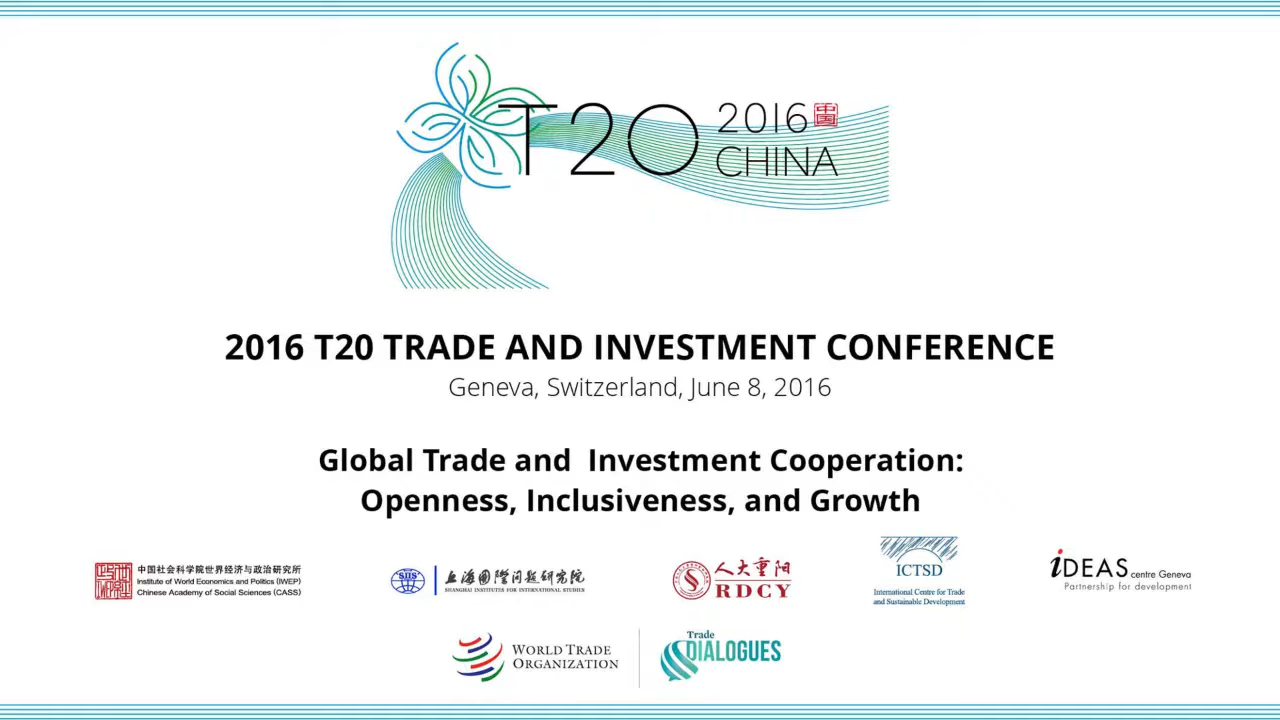 T20 2016 中国
CHINA
2016 T20 TRADE AND INVESTMENT CONFERENCE
Geneva, Switzerland, June 8, 2016
Global Trade and Investment Cooperation:
Openness, Inclusiveness, and Growth
中国社会科学院世界经济与政治研究所
Institute of World Economics and Politics (IWEP)
Chinese Academy of Social Sciences (CASS)
SIIS
上海国际问题研究院
SHANGHAI INSTITUTES FOR INTERNATIONAL STUDIES
人大重阳
RDCY
ICTSD
International Centre for Trade
and Sustainable Development
iDEAS centre Geneva
Partnership for development
WORLD TRADE
ORGANIZATION
Trade
DIALOGUES